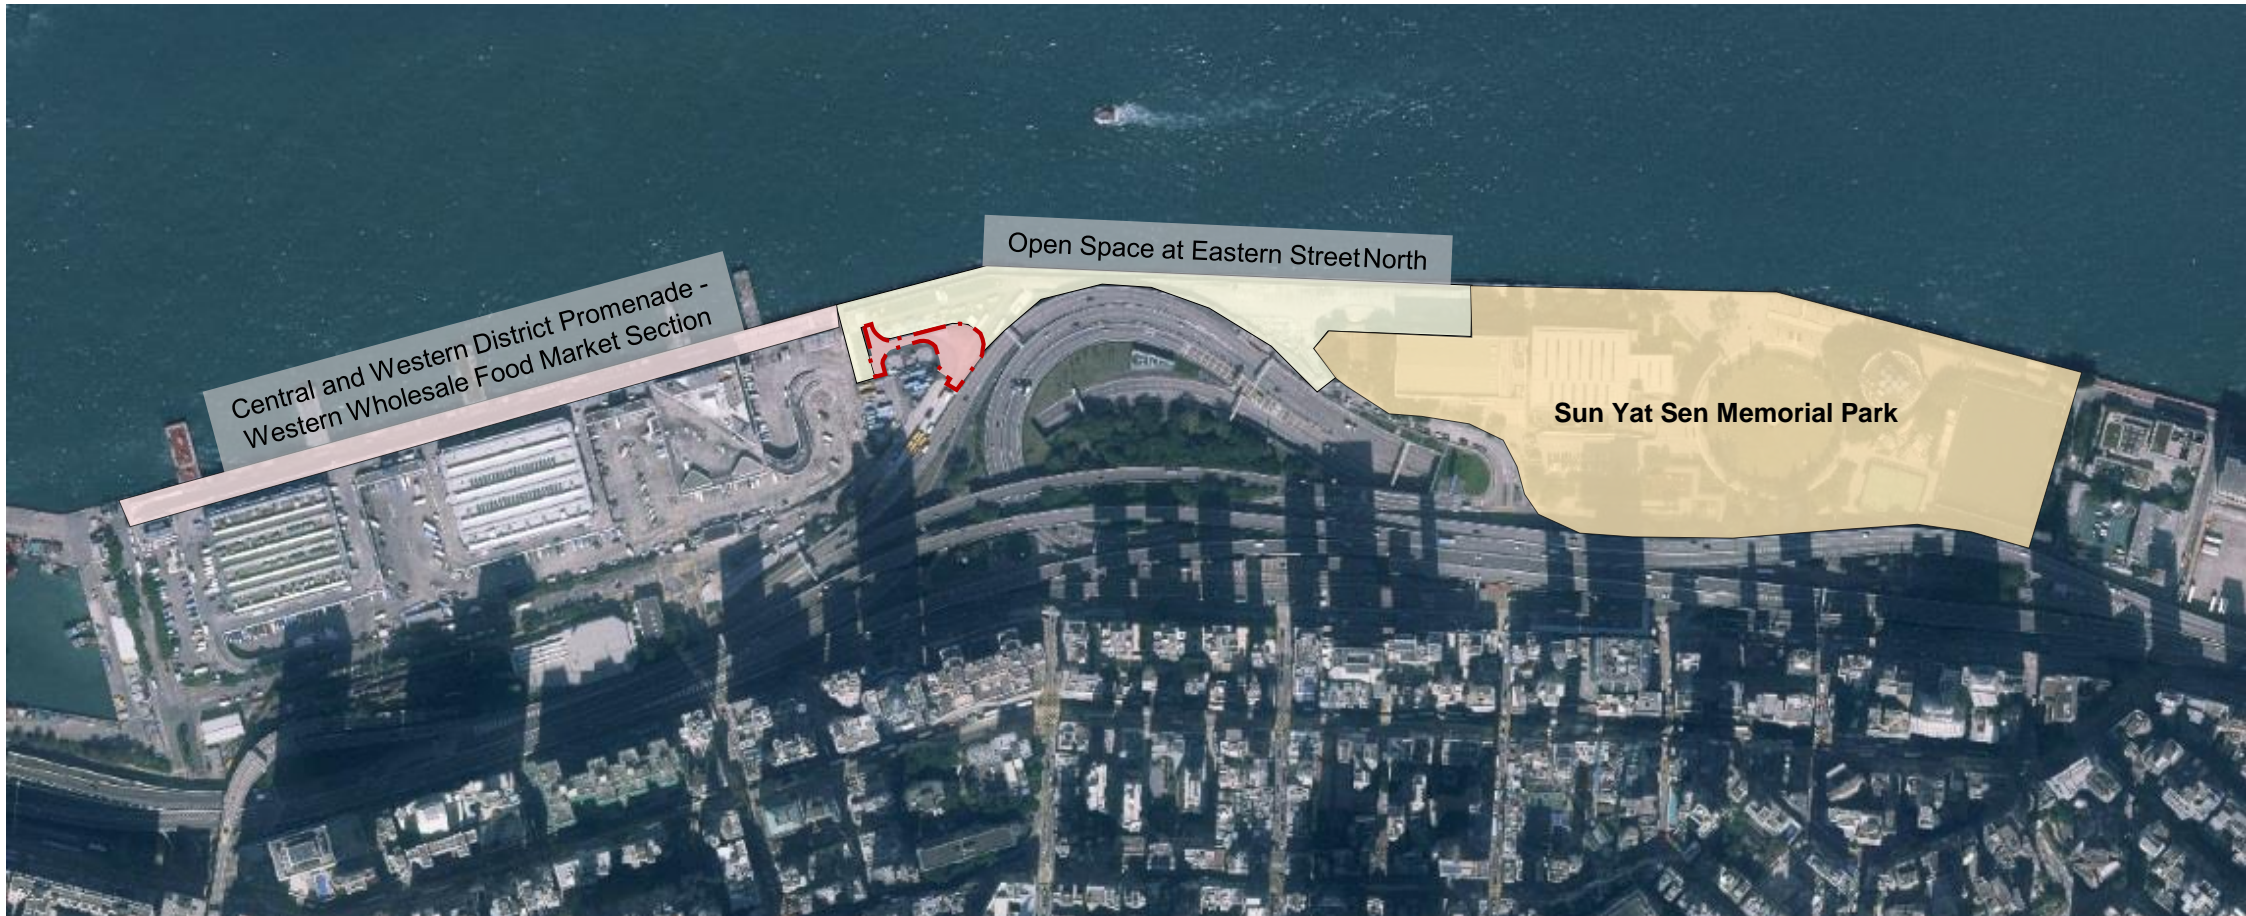 Open Space at Eastern Street North
Central and Western District Promenade -
Western Wholesale Food Market Section
Sun Yat Sen Memorial Park